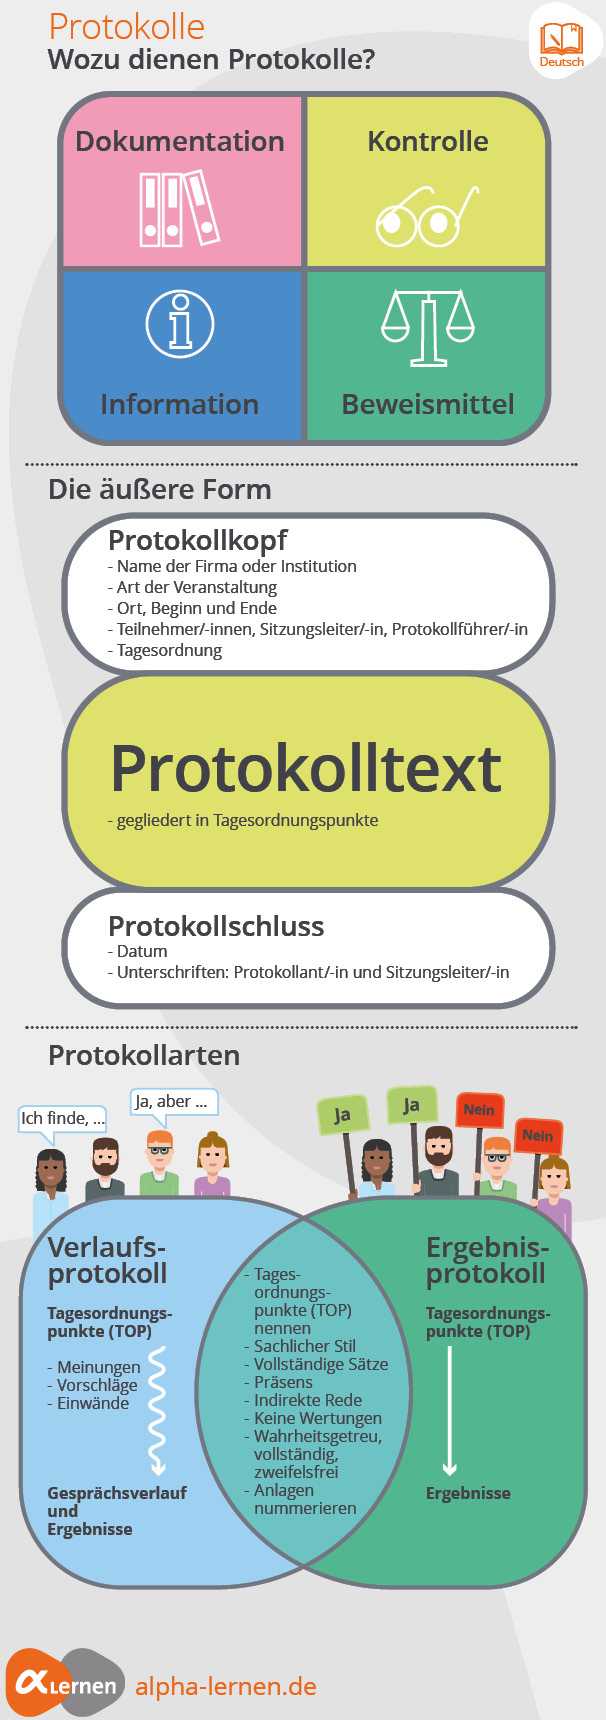 Protokolle
Wozu dienen Protokolle?
Deutsch
Dokumentation
Kontrolle
Information
Beweismittel
Die äußere Form
Protokollkopf
- Name der Firma oder Institution
- Art der Veranstaltung
- Ort, Beginn und Ende
- Teilnehmer/-innen, Sitzungsleiter/-in, Protokollführer/-in
- Tagesordnung
Protokolltext
- gegliedert in Tagesordnungspunkte
Protokollschluss
- Datum
- Unterschriften: Protokollant/-in und Sitzungsleiter/-in
Protokollarten
Ich finde, ...
Ja, aber ...
Ja
Ja
Nein
Nein
Verlaufs-
protokoll
Tagesordnungs-
punkte (TOP)
- Meinungen
- Vorschläge
- Einwände
Gesprächsverlauf
und
Ergebnisse
- Tages-
ordnungs-
punkte (TOP)
nennen
- Sachlicher Stil
- Vollständige Sätze
- Präsens
- Indirekte Rede
- Keine Wertungen
- Wahrheitsgetreu,
vollständig,
zweifelsfrei
- Anlagen
nummerieren
Ergebnis-
protokoll
Tagesordnungs-
punkte (TOP)
Ergebnisse
α Lernen
alpha-lernen.de